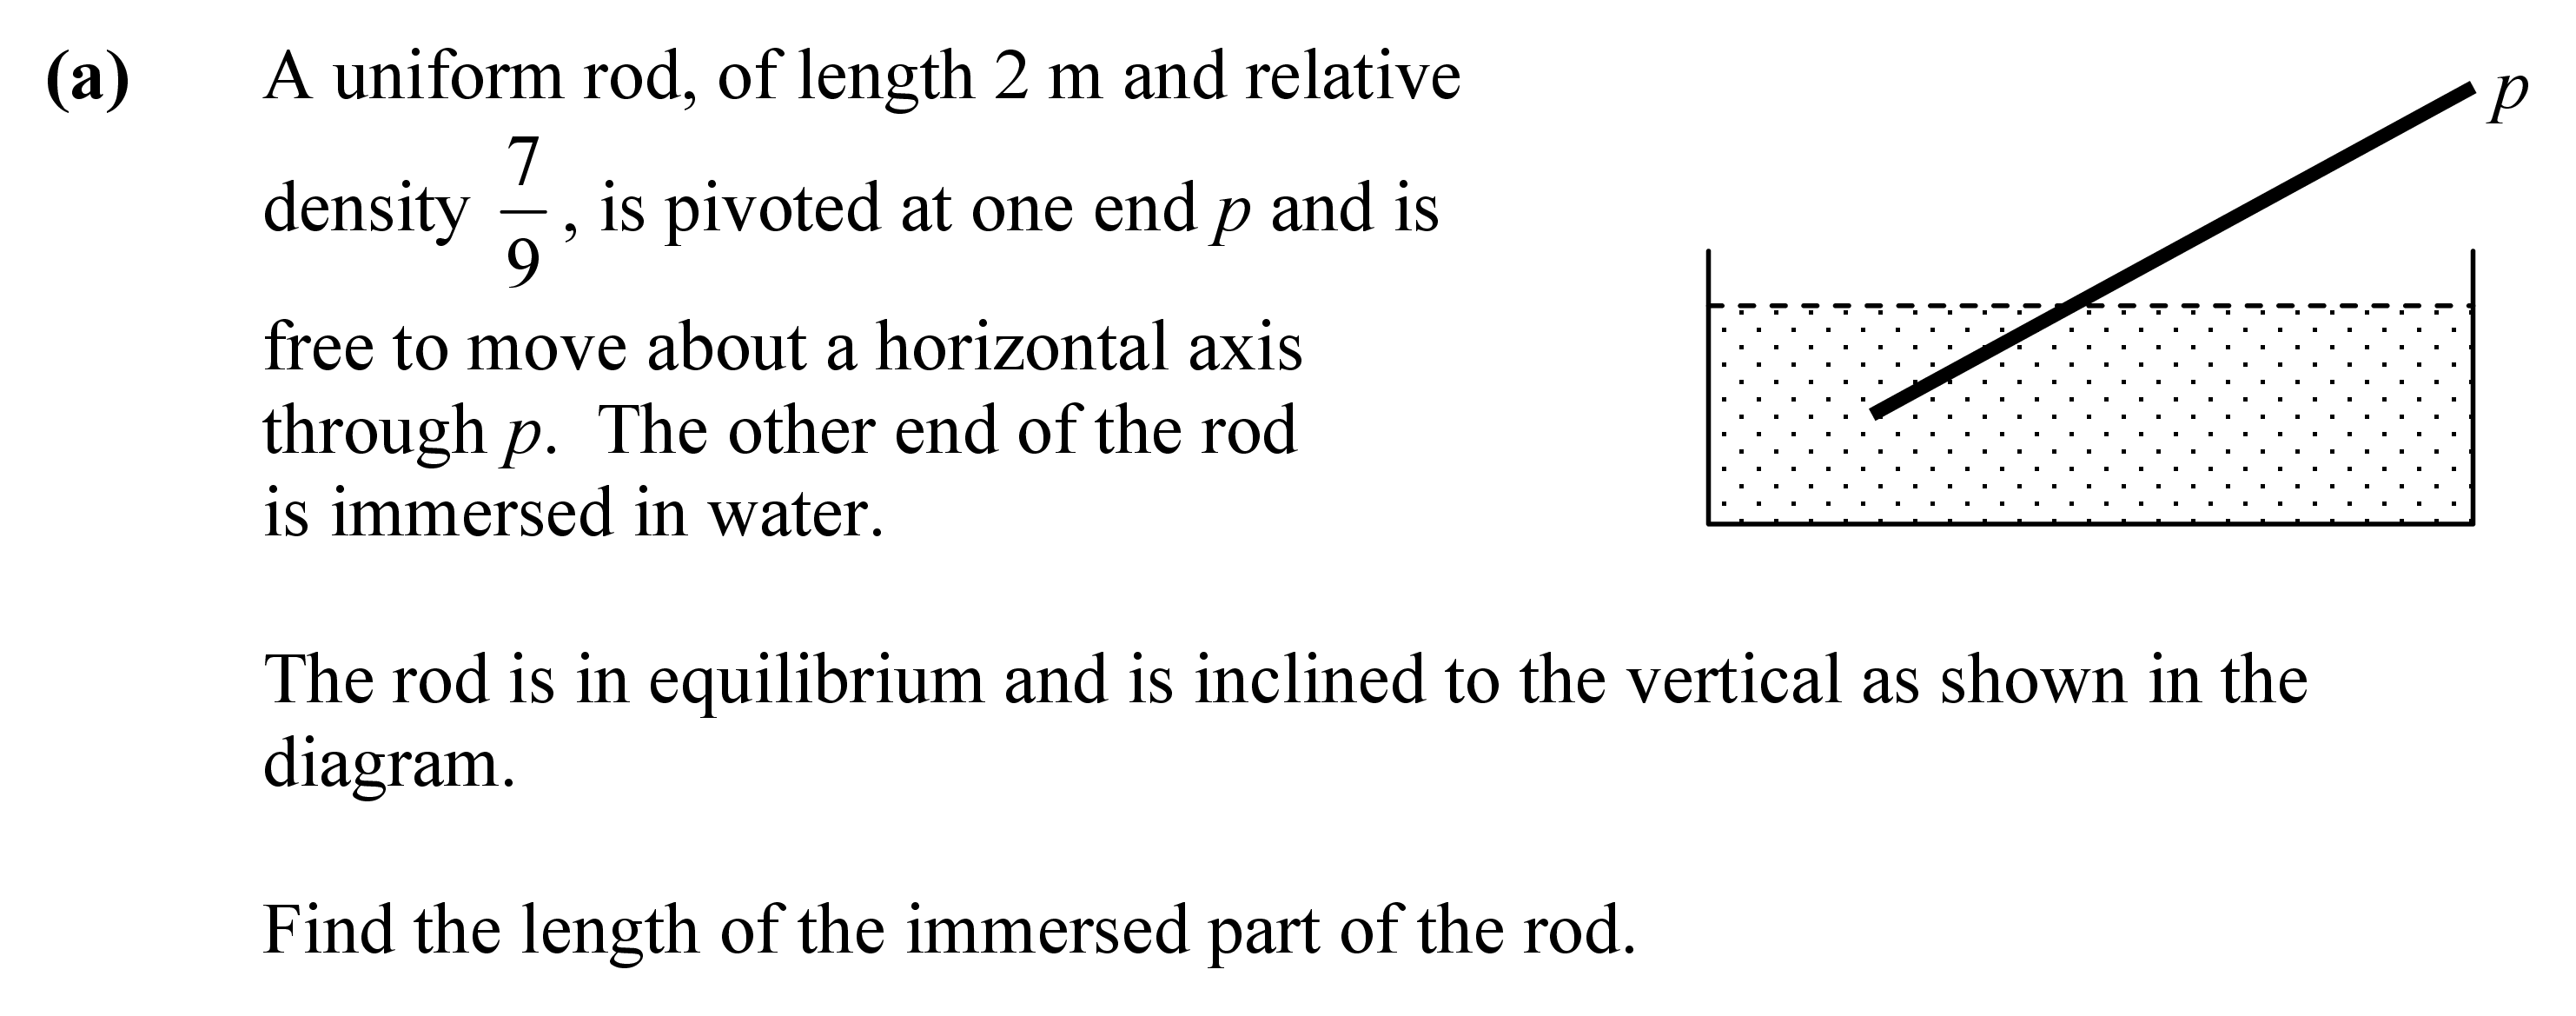 (a) A uniform rod, of length 2 m and relative
density 7/9, is pivoted at one end p and is
free to move about a horizontal axis
through p. The other end of the rod
is immersed in water.
The rod is in equilibrium and is inclined to the vertical as shown in the
diagram.
Find the length of the immersed part of the rod.
p